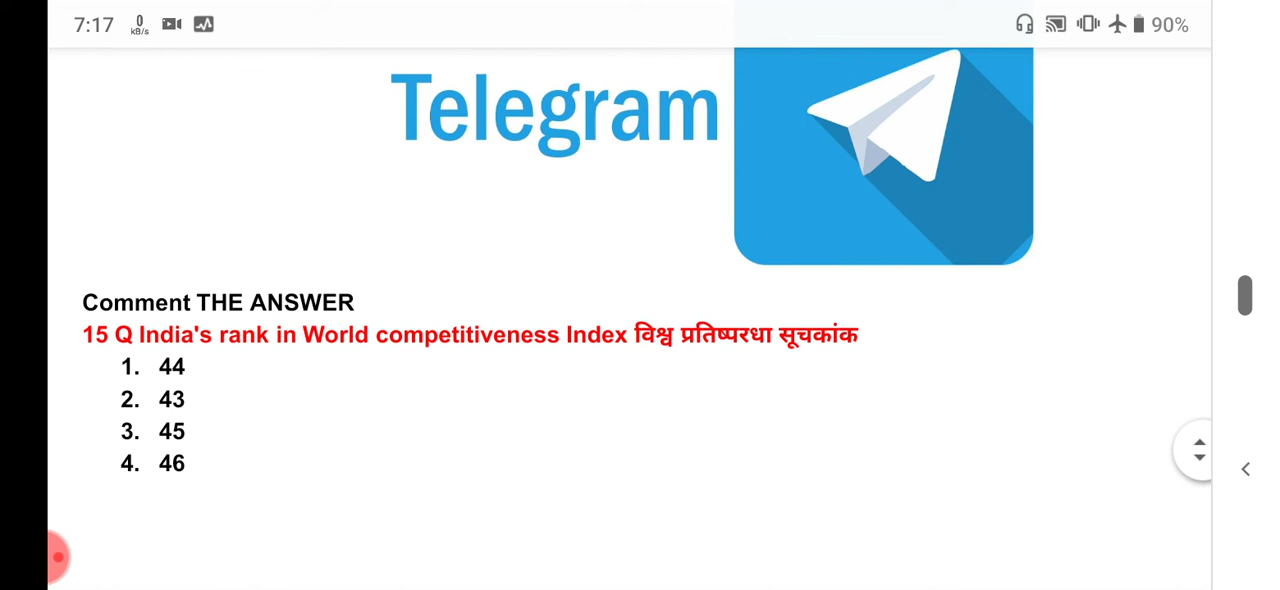 7:17 0 kB/s 90%
Telegram
Comment THE ANSWER
15 Q India's rank in World competitiveness Index विश्व प्रतिष्परधा सूचकांक
1. 44
2. 43
3. 45
4. 46